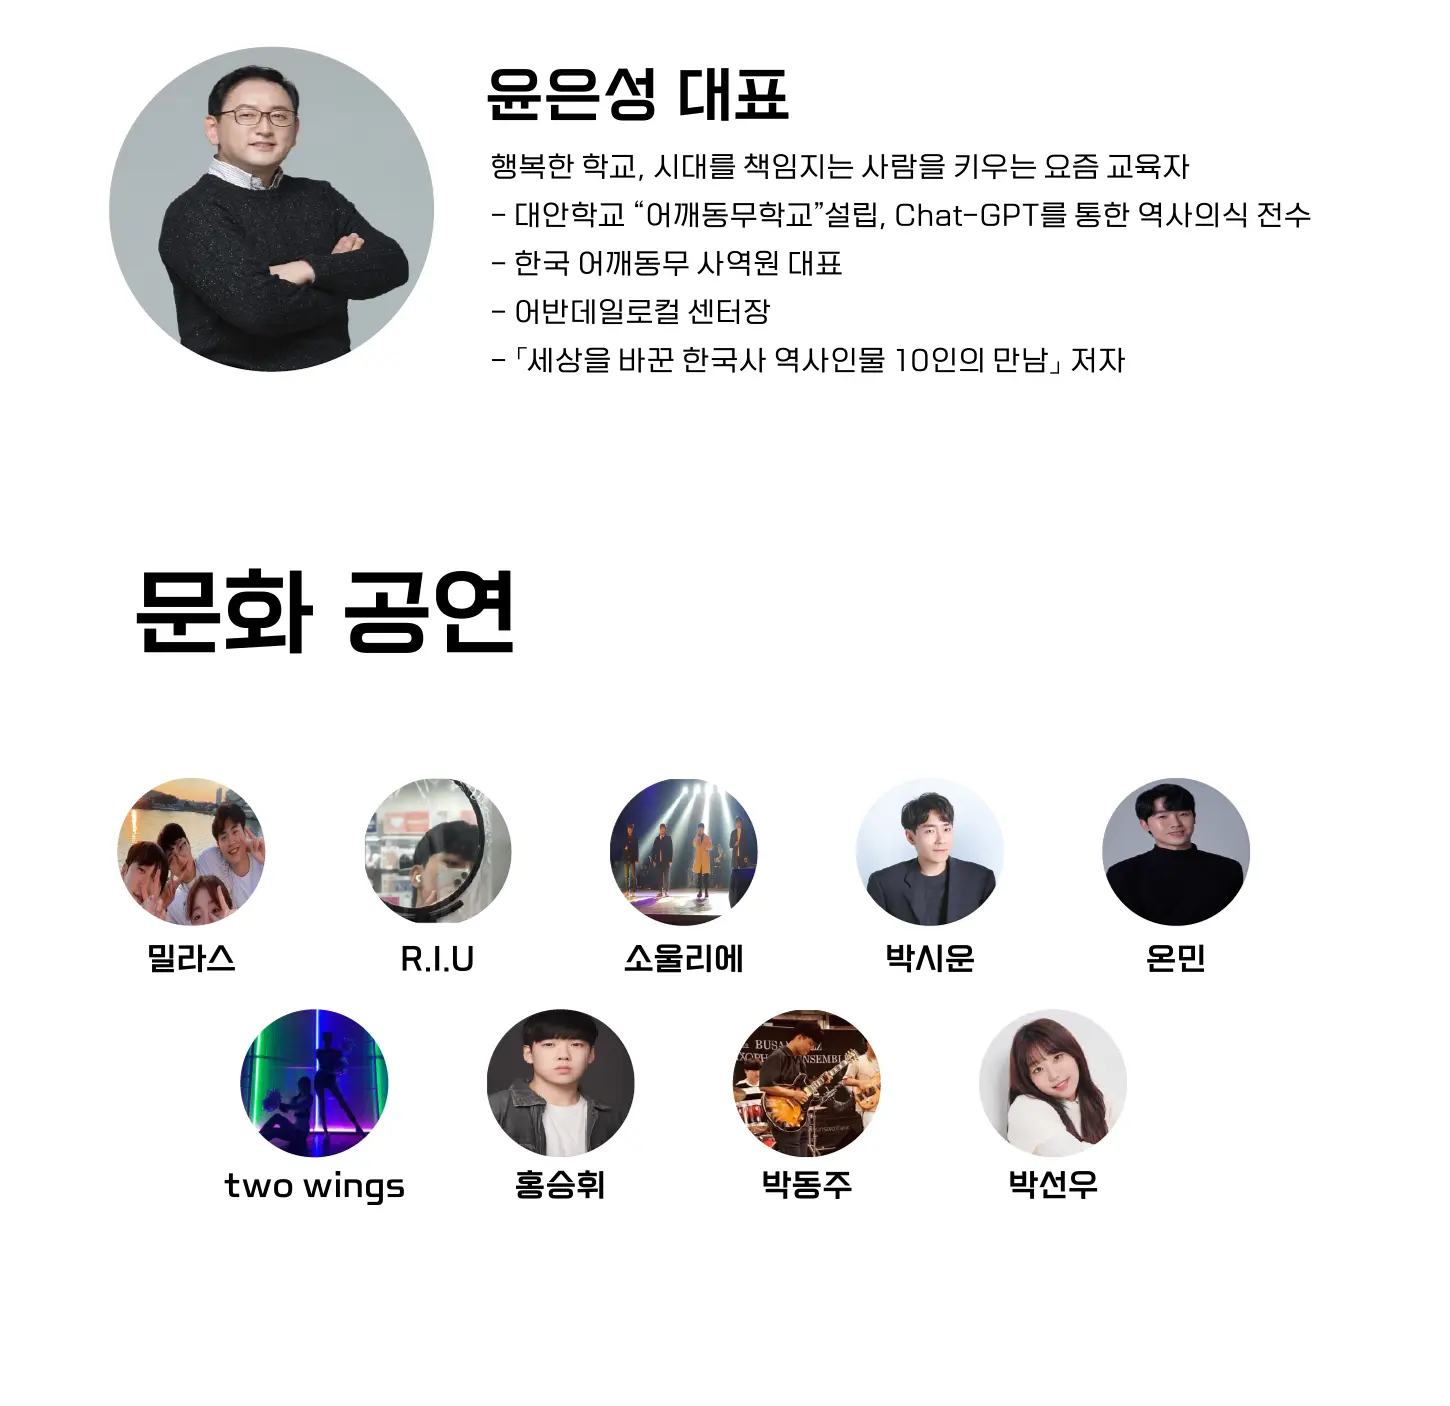 윤은성 대표
행복한 학교, 시대를 책임지는 사람을 키우는 요즘 교육자
- 대안학교 “어깨동무학교”설립, Chat-GPT를 통한 역사의식 전수
- 한국 어깨동무 사역원 대표
- 어반데일로컬 센터장
- 「세상을 바꾼 한국사 역사인물 10인의 만남」 저자
문화 공연
밀라스
R.I.U
소울리에
박시운
온민
two wings
홍승휘
박동주
박선우